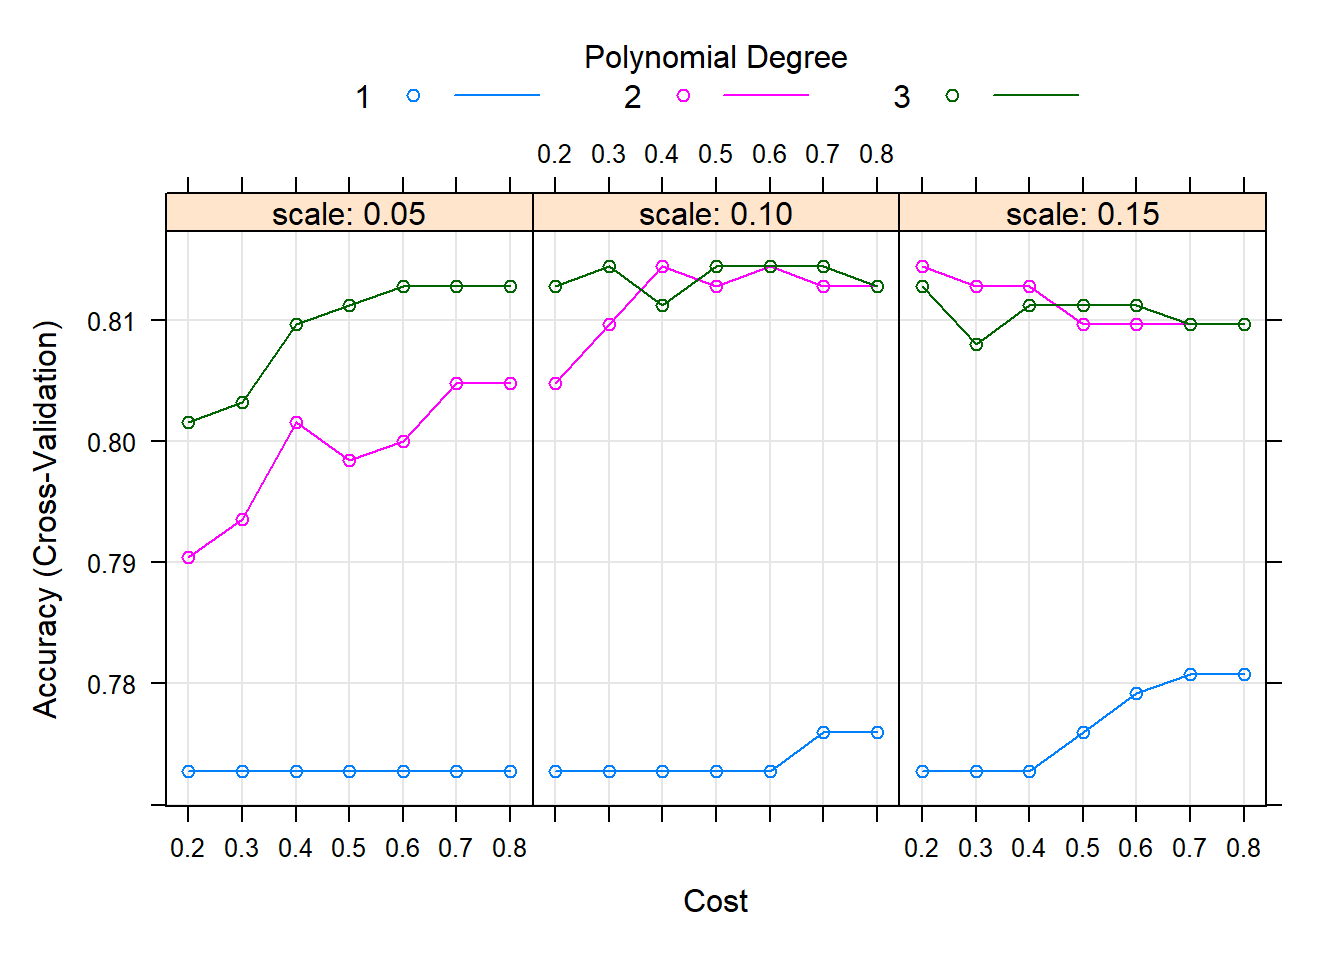 Polynomial Degree
1 2 3
0.2 0.3 0.4 0.5 0.6 0.7 0.8
scale: 0.05 scale: 0.10 scale: 0.15
0.81
0.80
0.79
0.78
Accuracy (Cross-Validation)
0.2 0.3 0.4 0.5 0.6 0.7 0.8 0.2 0.3 0.4 0.5 0.6 0.7 0.8
Cost